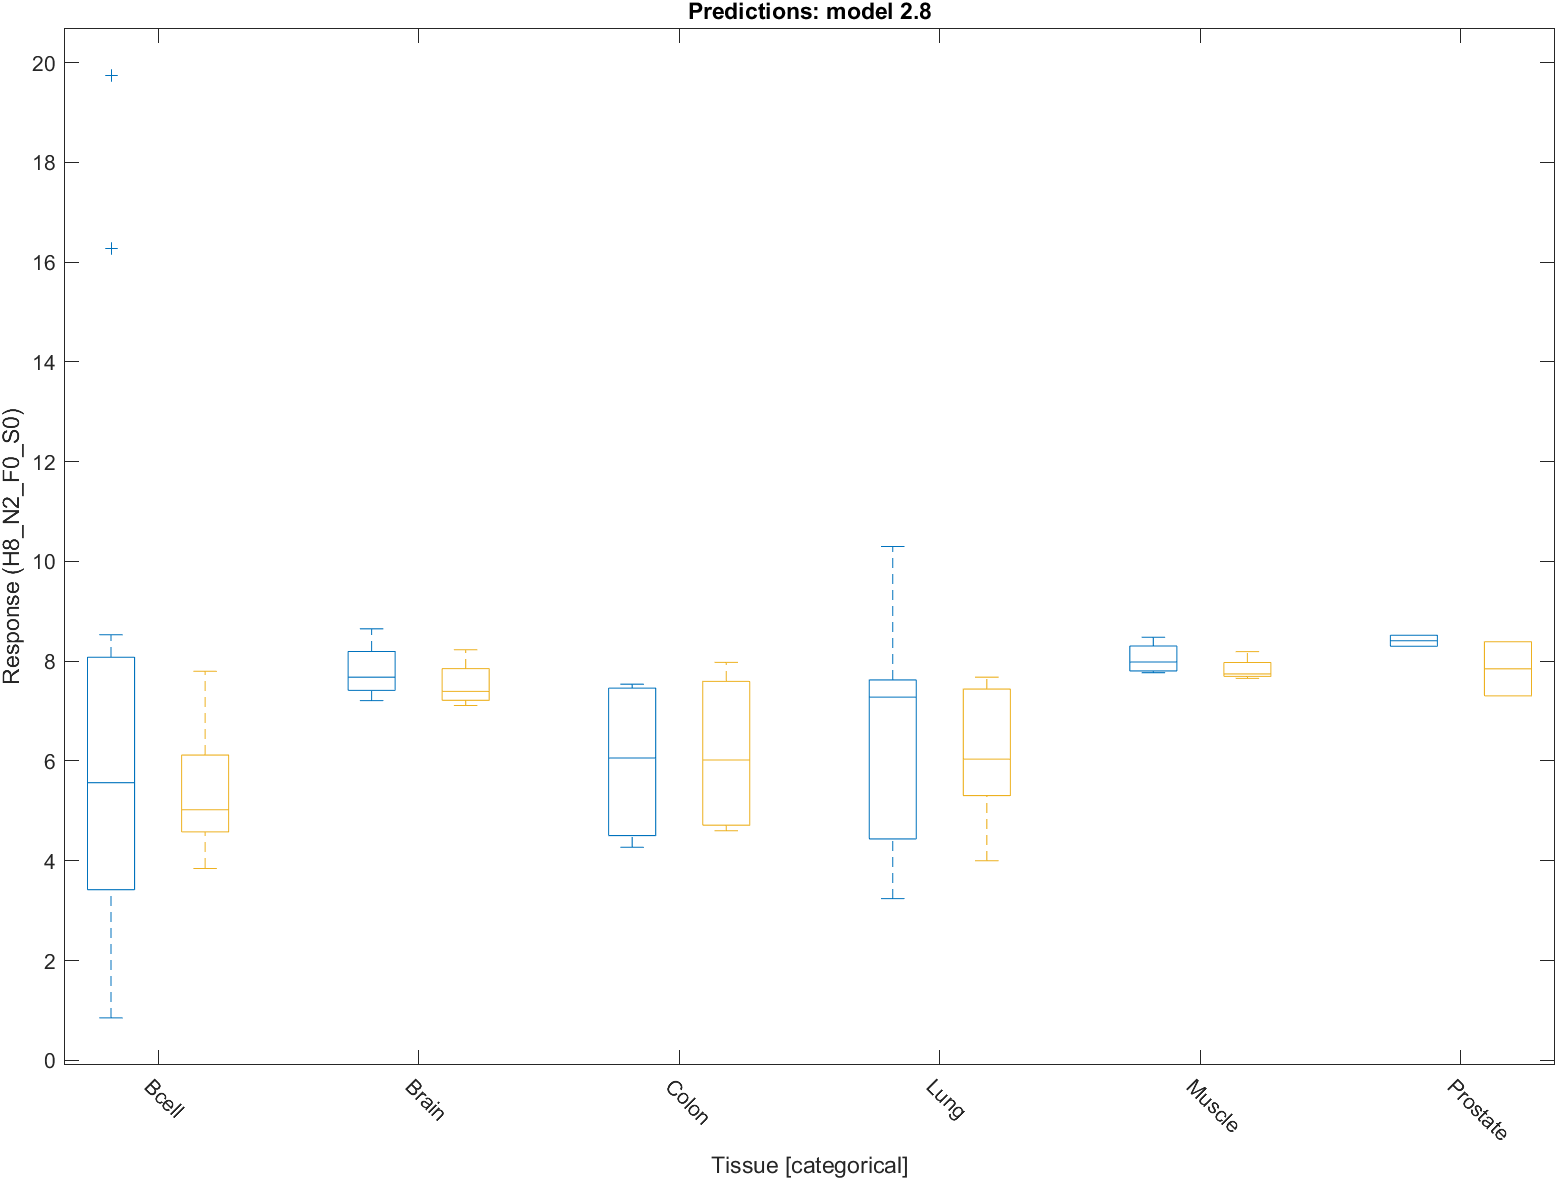 Predictions: model 2.8
20
18
16
14
12
10
8
6
4
2
0
Response (H8_N2_F0_S0)
Bcell
Brain
Colon
Lung
Muscle
Prostate
Tissue [categorical]